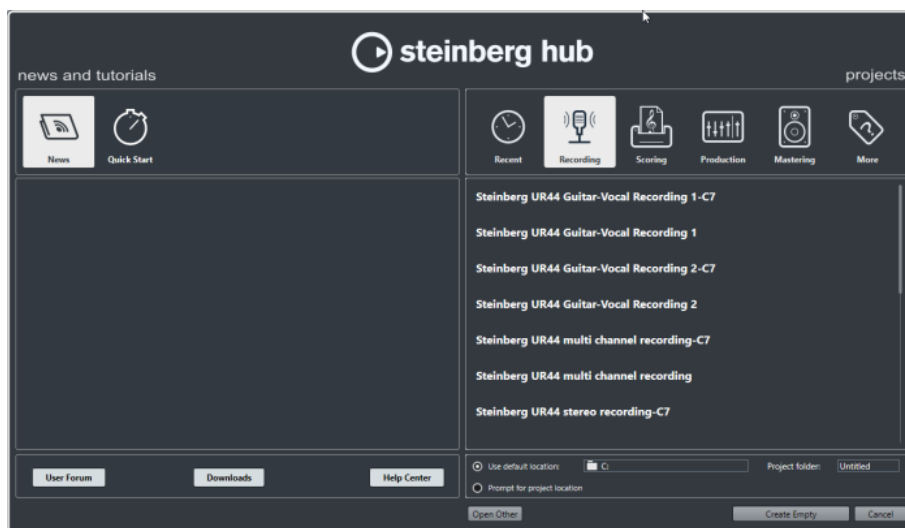 steinberg hub
news and tutorials
projects
News
Quick Start
Recent
Recording
Scoring
Production
Mastering
More
Steinberg UR44 Guitar-Vocal Recording 1-C7
Steinberg UR44 Guitar-Vocal Recording 1
Steinberg UR44 Guitar-Vocal Recording 2-C7
Steinberg UR44 Guitar-Vocal Recording 2
Steinberg UR44 multi channel recording-C7
Steinberg UR44 multi channel recording
Steinberg UR44 stereo recording-C7
User Forum
Downloads
Help Center
Use default location: C: Project folder: Untitled
Prompt for project location
Open Other
Create Empty
Cancel